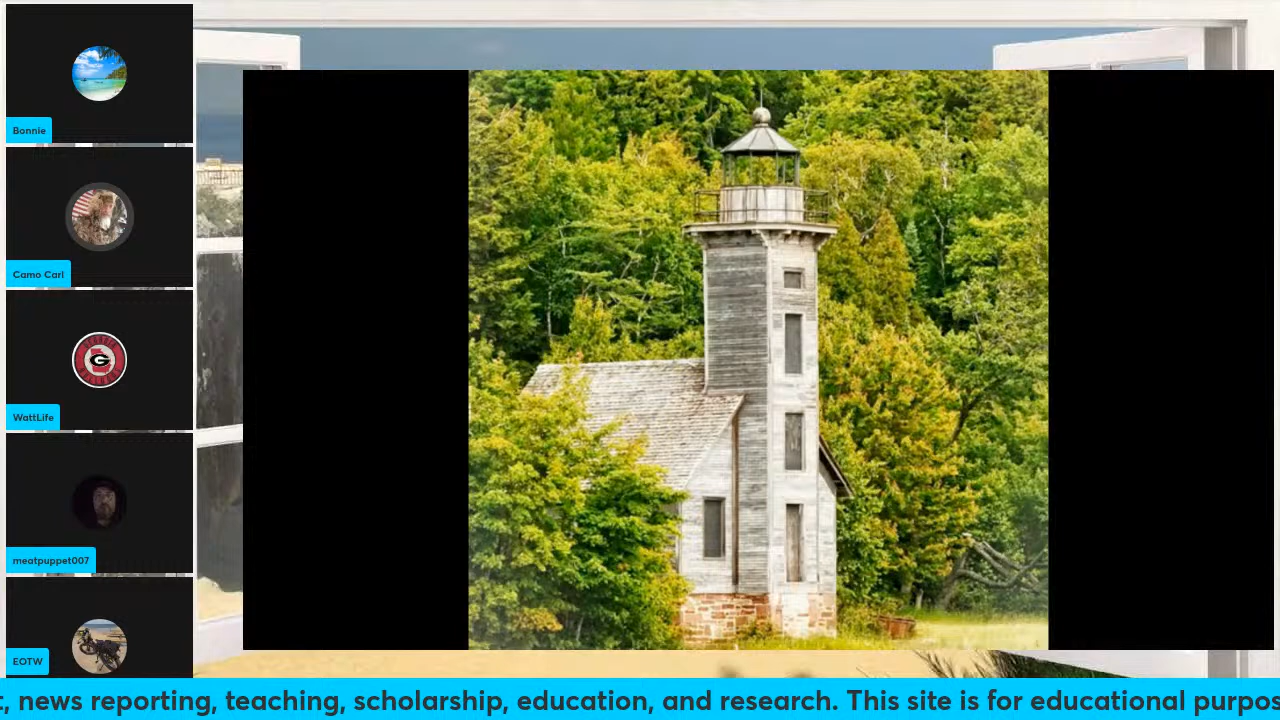 Bonnie
Camo Carl
WattLife
meatpuppet007
EOTW
, news reporting, teaching, scholarship, education, and research. This site is for educational purpos